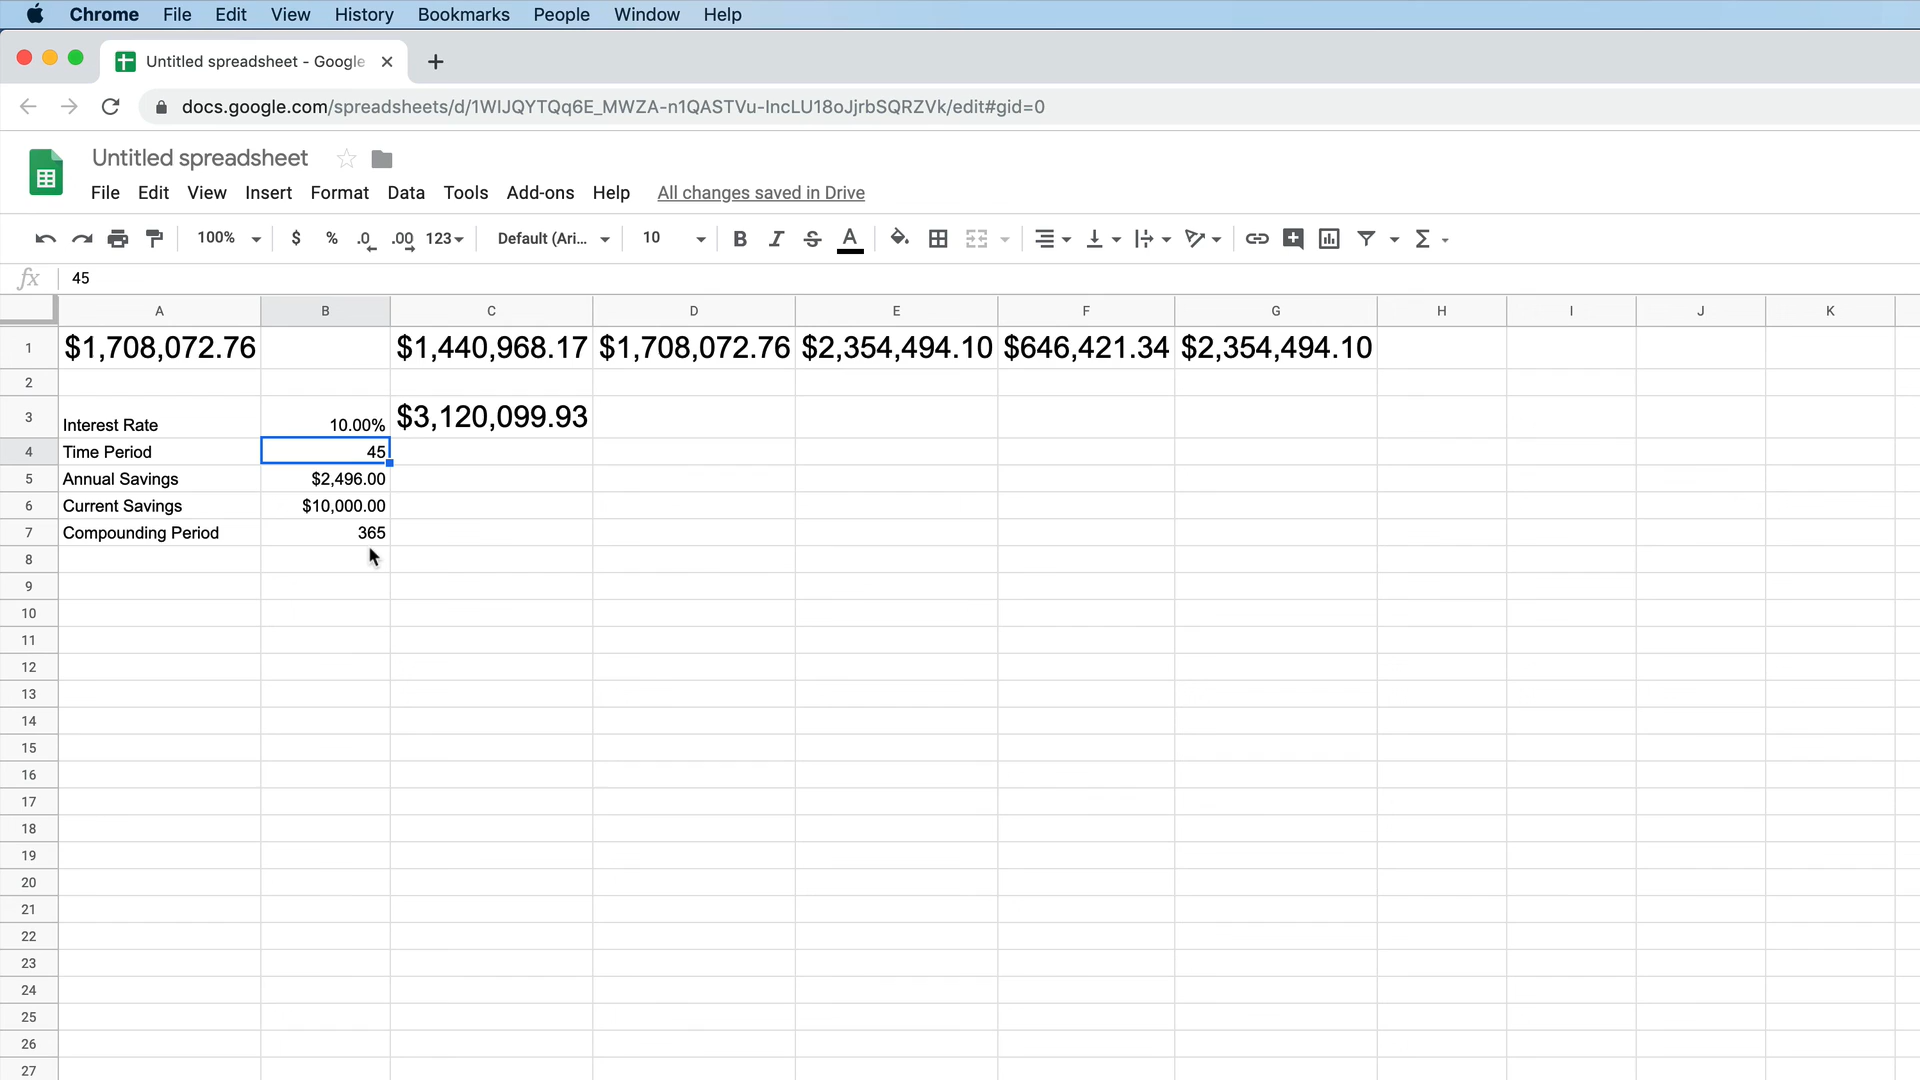 Chrome File Edit View History Bookmarks People Window Help
Untitled spreadsheet - Google
docs.google.com/spreadsheets/d/1WIJQYTQq6E_MWZA-n1QASTVu-IncLU18oJjrbSQRZVk/edit#gid=0
Untitled spreadsheet
File Edit View Insert Format Data Tools Add-ons Help All changes saved in Drive
100% $ % .0 .00 123 Default (Ari... 10 B I S A Σ
fx 45
A B C D E F G H I J K
1 $1,708,072.76 $1,440,968.17 $1,708,072.76 $2,354,494.10 $646,421.34 $2,354,494.10
2
3 Interest Rate 10.00% $3,120,099.93
4 Time Period 45
5 Annual Savings $2,496.00
6 Current Savings $10,000.00
7 Compounding Period 365
8
9
10
11
12
13
14
15
16
17
18
19
20
21
22
23
24
25
26
27